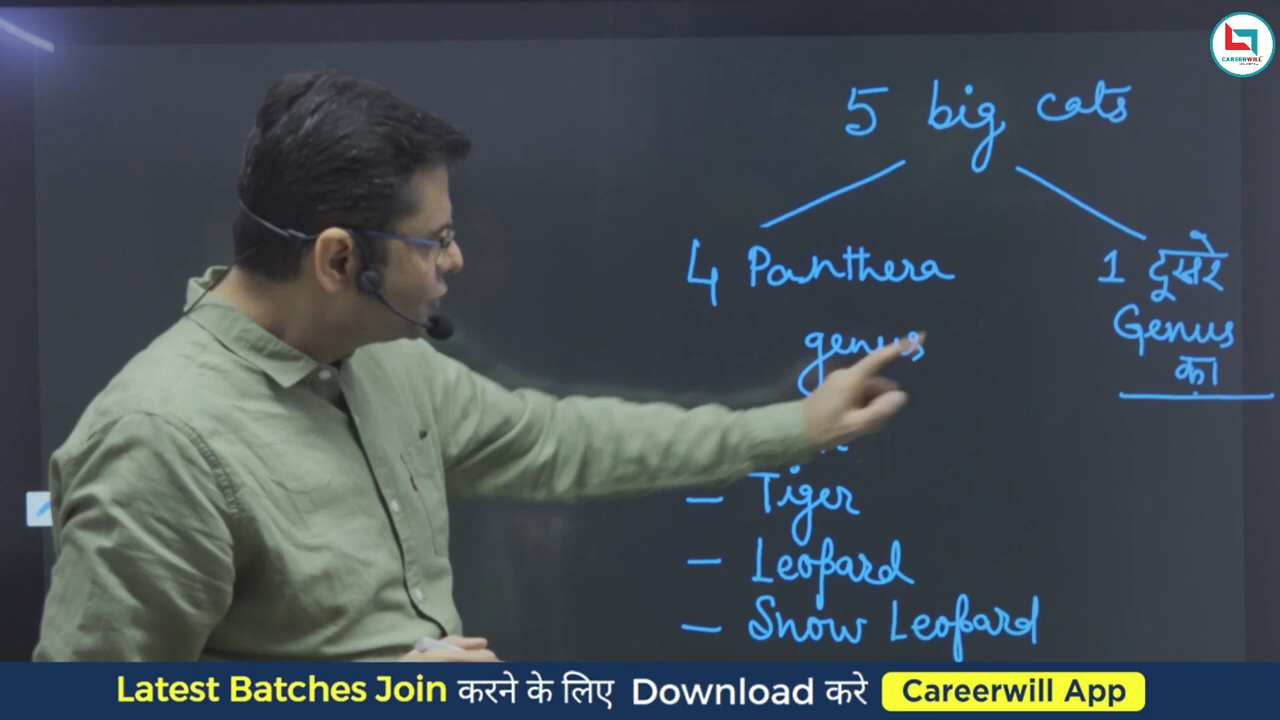 CAREERWILL
5 big cats
4 Panthera
genus
1 दूसरे
Genus
का
— Tiger
— Leopard
— Snow Leopard
Latest Batches Join करने के लिए Download करे Careerwill App